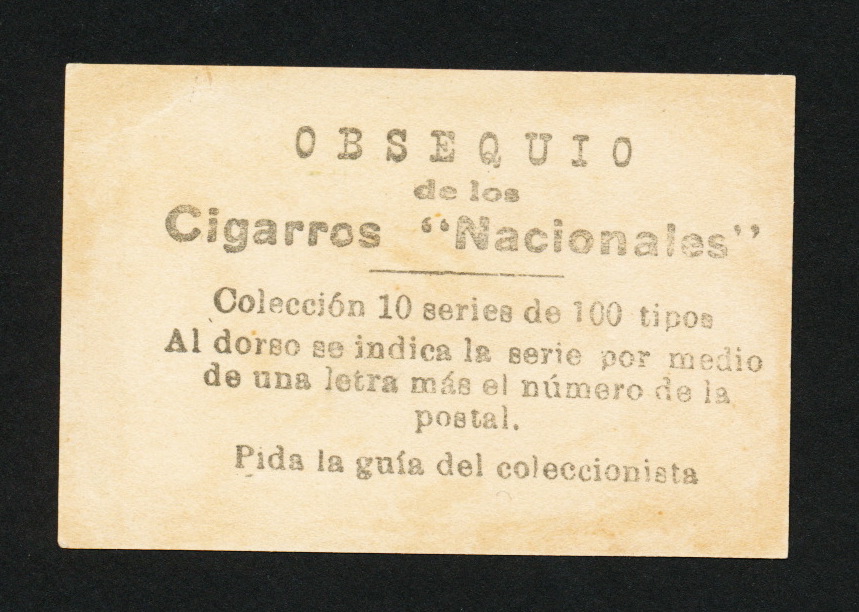 OBSEQUIO
de los
Cigarros "Nacionales"
Colección 10 series de 100 tipos
Al dorso se indica la serie por medio
de una letra más el número de la
postal.
Pida la guía del coleccionista